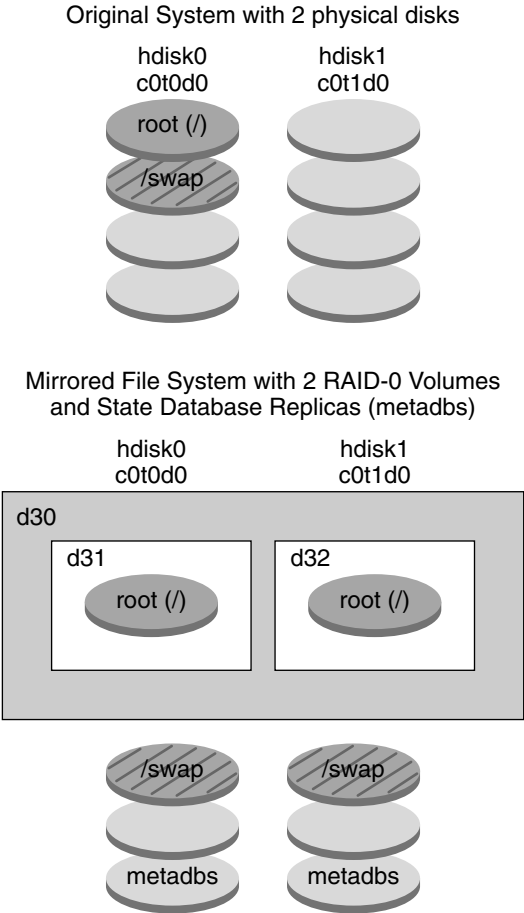 Original System with 2 physical disks
hdisk0 hdisk1
c0t0d0 c0t1d0
root (/)
/swap
Mirrored File System with 2 RAID-0 Volumes
and State Database Replicas (metadbs)
hdisk0 hdisk1
c0t0d0 c0t1d0
d30
d31 d32
root (/) root (/)
/swap /swap
metadbs metadbs